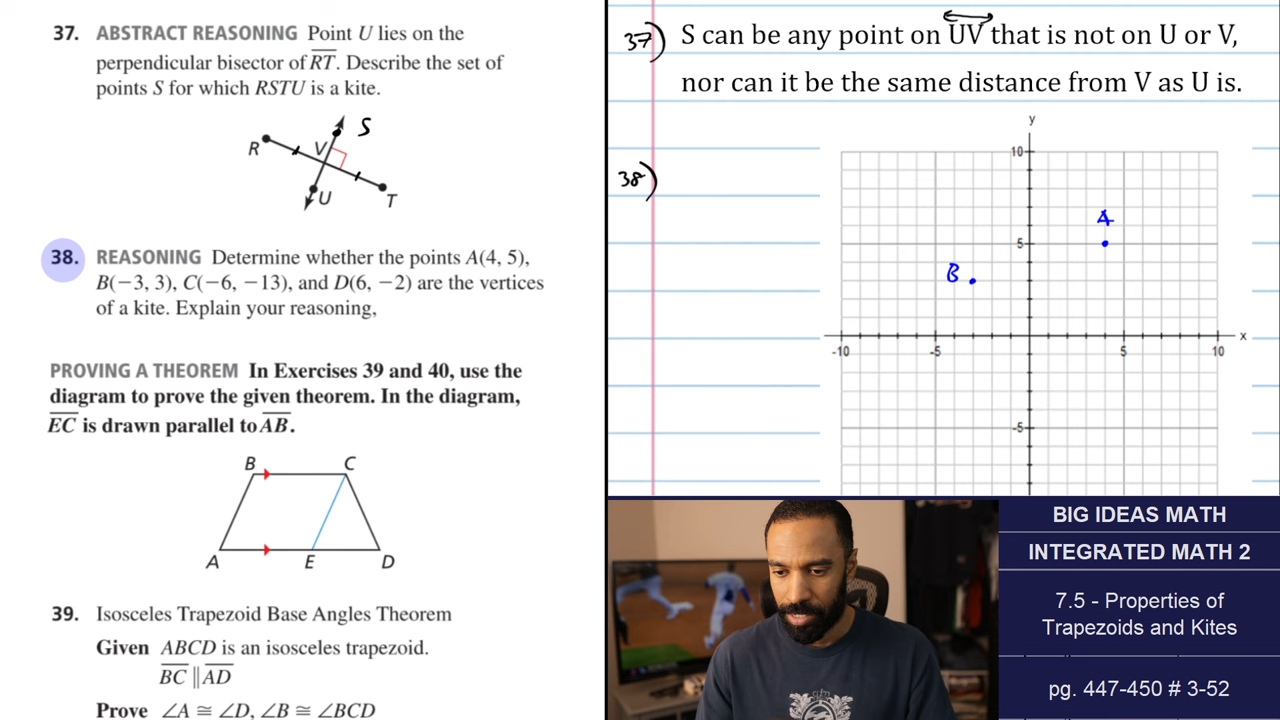 37. ABSTRACT REASONING Point U lies on the
perpendicular bisector of RT. Describe the set of
points S for which RSTU is a kite.
R
V
S
U
T
38. REASONING Determine whether the points A(4, 5),
B(−3, 3), C(−6, −13), and D(6, −2) are the vertices
of a kite. Explain your reasoning,
PROVING A THEOREM In Exercises 39 and 40, use the
diagram to prove the given theorem. In the diagram,
EC is drawn parallel to AB.
B
C
A
E
D
39. Isosceles Trapezoid Base Angles Theorem
Given ABCD is an isosceles trapezoid.
BC || AD
Prove ∠A ≅ ∠D, ∠B ≅ ∠BCD
37) S can be any point on UV that is not on U or V,
nor can it be the same distance from V as U is.
38)
y
10
A
5
B
x
-10
-5
5
10
-5
BIG IDEAS MATH
INTEGRATED MATH 2
7.5 - Properties of
Trapezoids and Kites
pg. 447-450 # 3-52